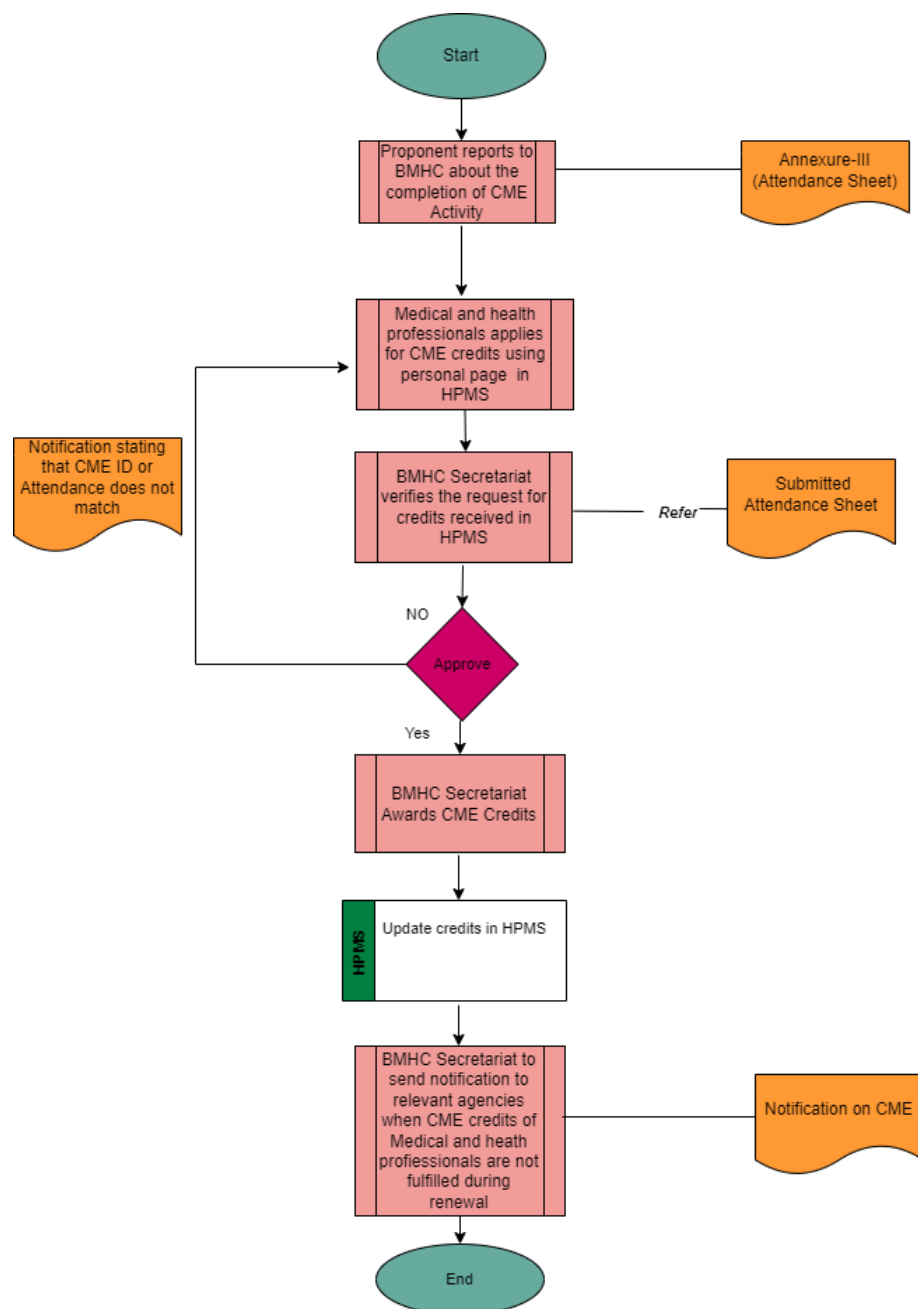 Start
Proponent reports to
BMHC about the
completion of CME
Activity
Annexure-III
(Attendance Sheet)
Medical and health
professionals applies
for CME credits using
personal page in
HPMS
Notification stating
that CME ID or
Attendance does not
match
BMHC Secretariat
verifies the request for
credits received in
HPMS
Refer
Submitted
Attendance Sheet
NO
Approve
Yes
BMHC Secretariat
Awards CME Credits
HPMS
Update credits in HPMS
BMHC Secretariat to
send notification to
relevant agencies
when CME credits of
Medical and heath
profiessionals are not
fulfilled during
renewal
Notification on CME
End